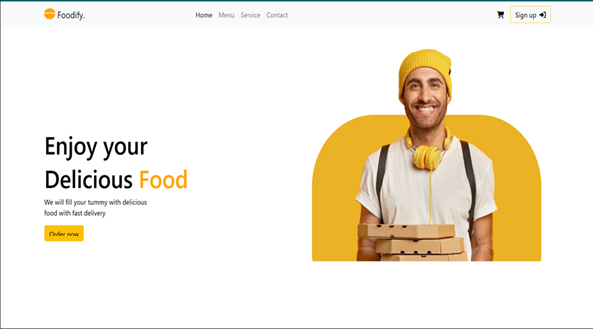 Foodify.
Home Menu Service Contact
Sign up
Enjoy your
Delicious Food
We will fill your tummy with delicious
food with fast delivery
Order now